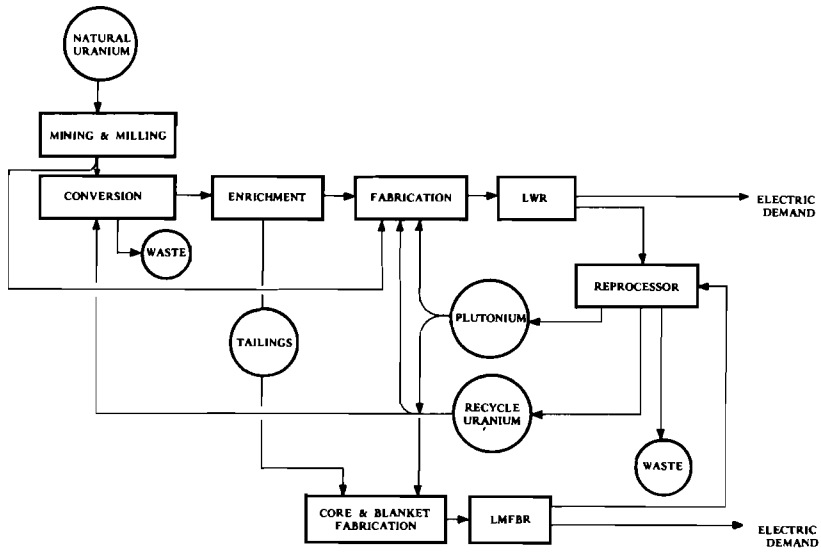 NATURAL
URANIUM
MINING & MILLING
CONVERSION
ENRICHMENT
FABRICATION
LWR
ELECTRIC
DEMAND
WASTE
REPROCESSOR
PLUTONIUM
TAILINGS
RECYCLE
URANIUM
WASTE
CORE & BLANKET
FABRICATION
LMFBR
ELECTRIC
DEMAND